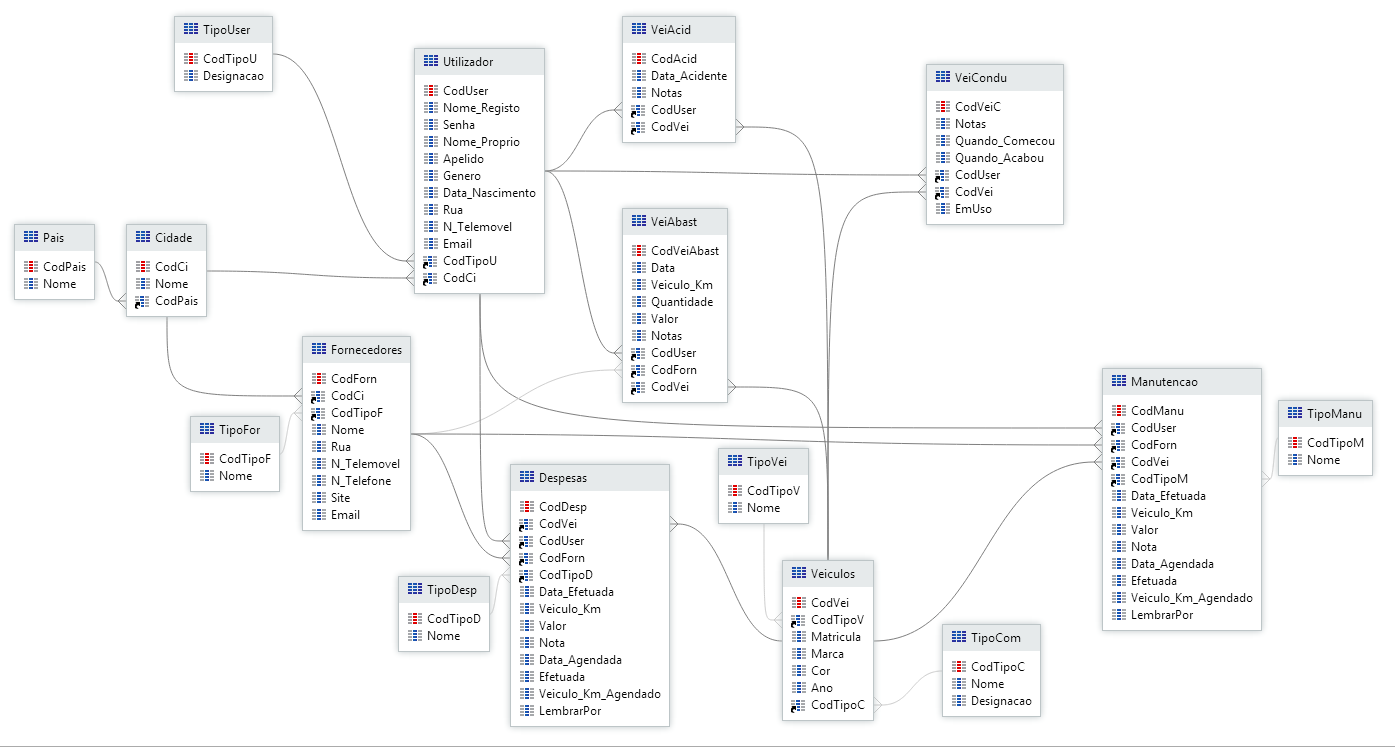 TipoUser
CodTipoU
Designacao
Utilizador
CodUser
Nome_Registo
Senha
Nome_Proprio
Apelido
Genero
Data_Nascimento
Rua
N_Telemovel
Email
CodTipoU
CodCi
VeiAcid
CodAcid
Data_Acidente
Notas
CodUser
CodVei
VeiCondu
CodVeiC
Notas
Quando_Comecou
Quando_Acabou
CodUser
CodVei
EmUso
Pais
CodPais
Nome
Cidade
CodCi
Nome
CodPais
VeiAbast
CodVeiAbast
Data
Veiculo_Km
Quantidade
Valor
Notas
CodUser
CodForn
CodVei
Fornecedores
CodForn
CodCi
CodTipoF
Nome
Rua
N_Telemovel
N_Telefone
Site
Email
TipoFor
CodTipoF
Nome
Manutencao
CodManu
CodUser
CodForn
CodVei
CodTipoM
Data_Efetuada
Veiculo_Km
Valor
Nota
Data_Agendada
Efetuada
Veiculo_Km_Agendado
LembrarPor
TipoManu
CodTipoM
Nome
Despesas
CodDesp
CodVei
CodUser
CodForn
CodTipoD
Data_Efetuada
Veiculo_Km
Valor
Nota
Data_Agendada
Efetuada
Veiculo_Km_Agendado
LembrarPor
TipoVei
CodTipoV
Nome
TipoDesp
CodTipoD
Nome
Veiculos
CodVei
CodTipoV
Matricula
Marca
Cor
Ano
CodTipoC
TipoCom
CodTipoC
Nome
Designacao